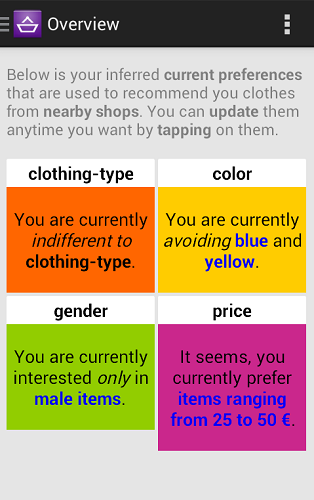 Overview
Below is your inferred current preferences
that are used to recommend you clothes
from nearby shops. You can update them
anytime you want by tapping on them.
clothing-type
You are currently
indifferent to
clothing-type.
color
You are currently
avoiding blue and
yellow.
gender
You are currently
interested only in
male items.
price
It seems, you
currently prefer
items ranging
from 25 to 50 €.